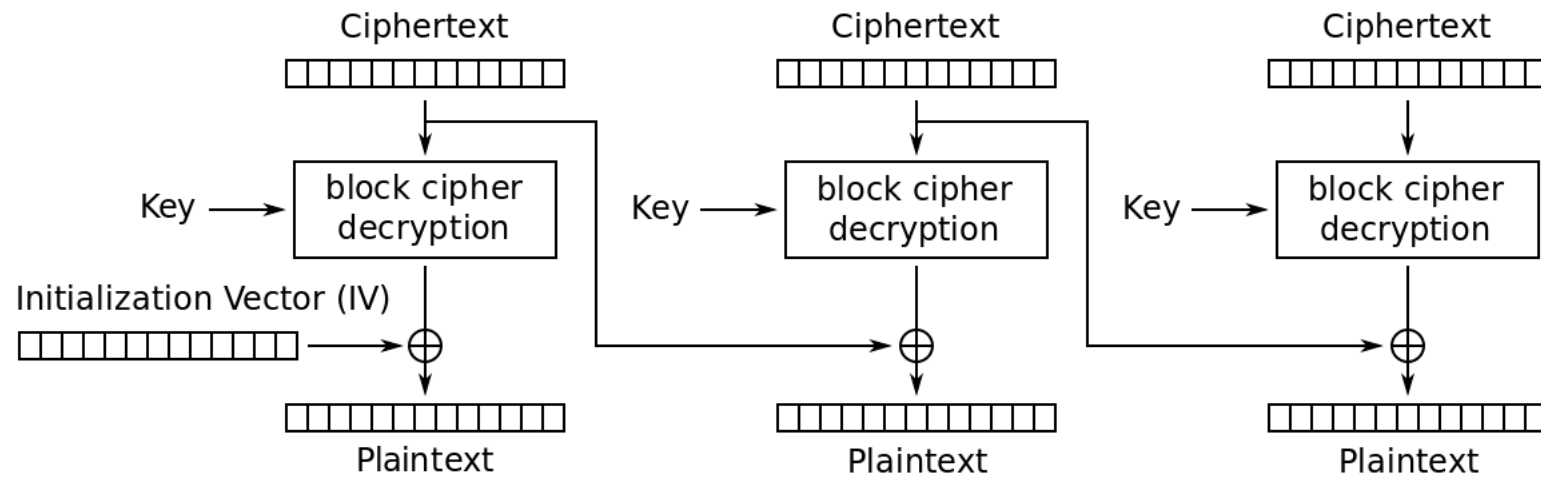 Ciphertext
Ciphertext
Ciphertext
Key
block cipher
decryption
Key
block cipher
decryption
Key
block cipher
decryption
Initialization Vector (IV)
Plaintext
Plaintext
Plaintext